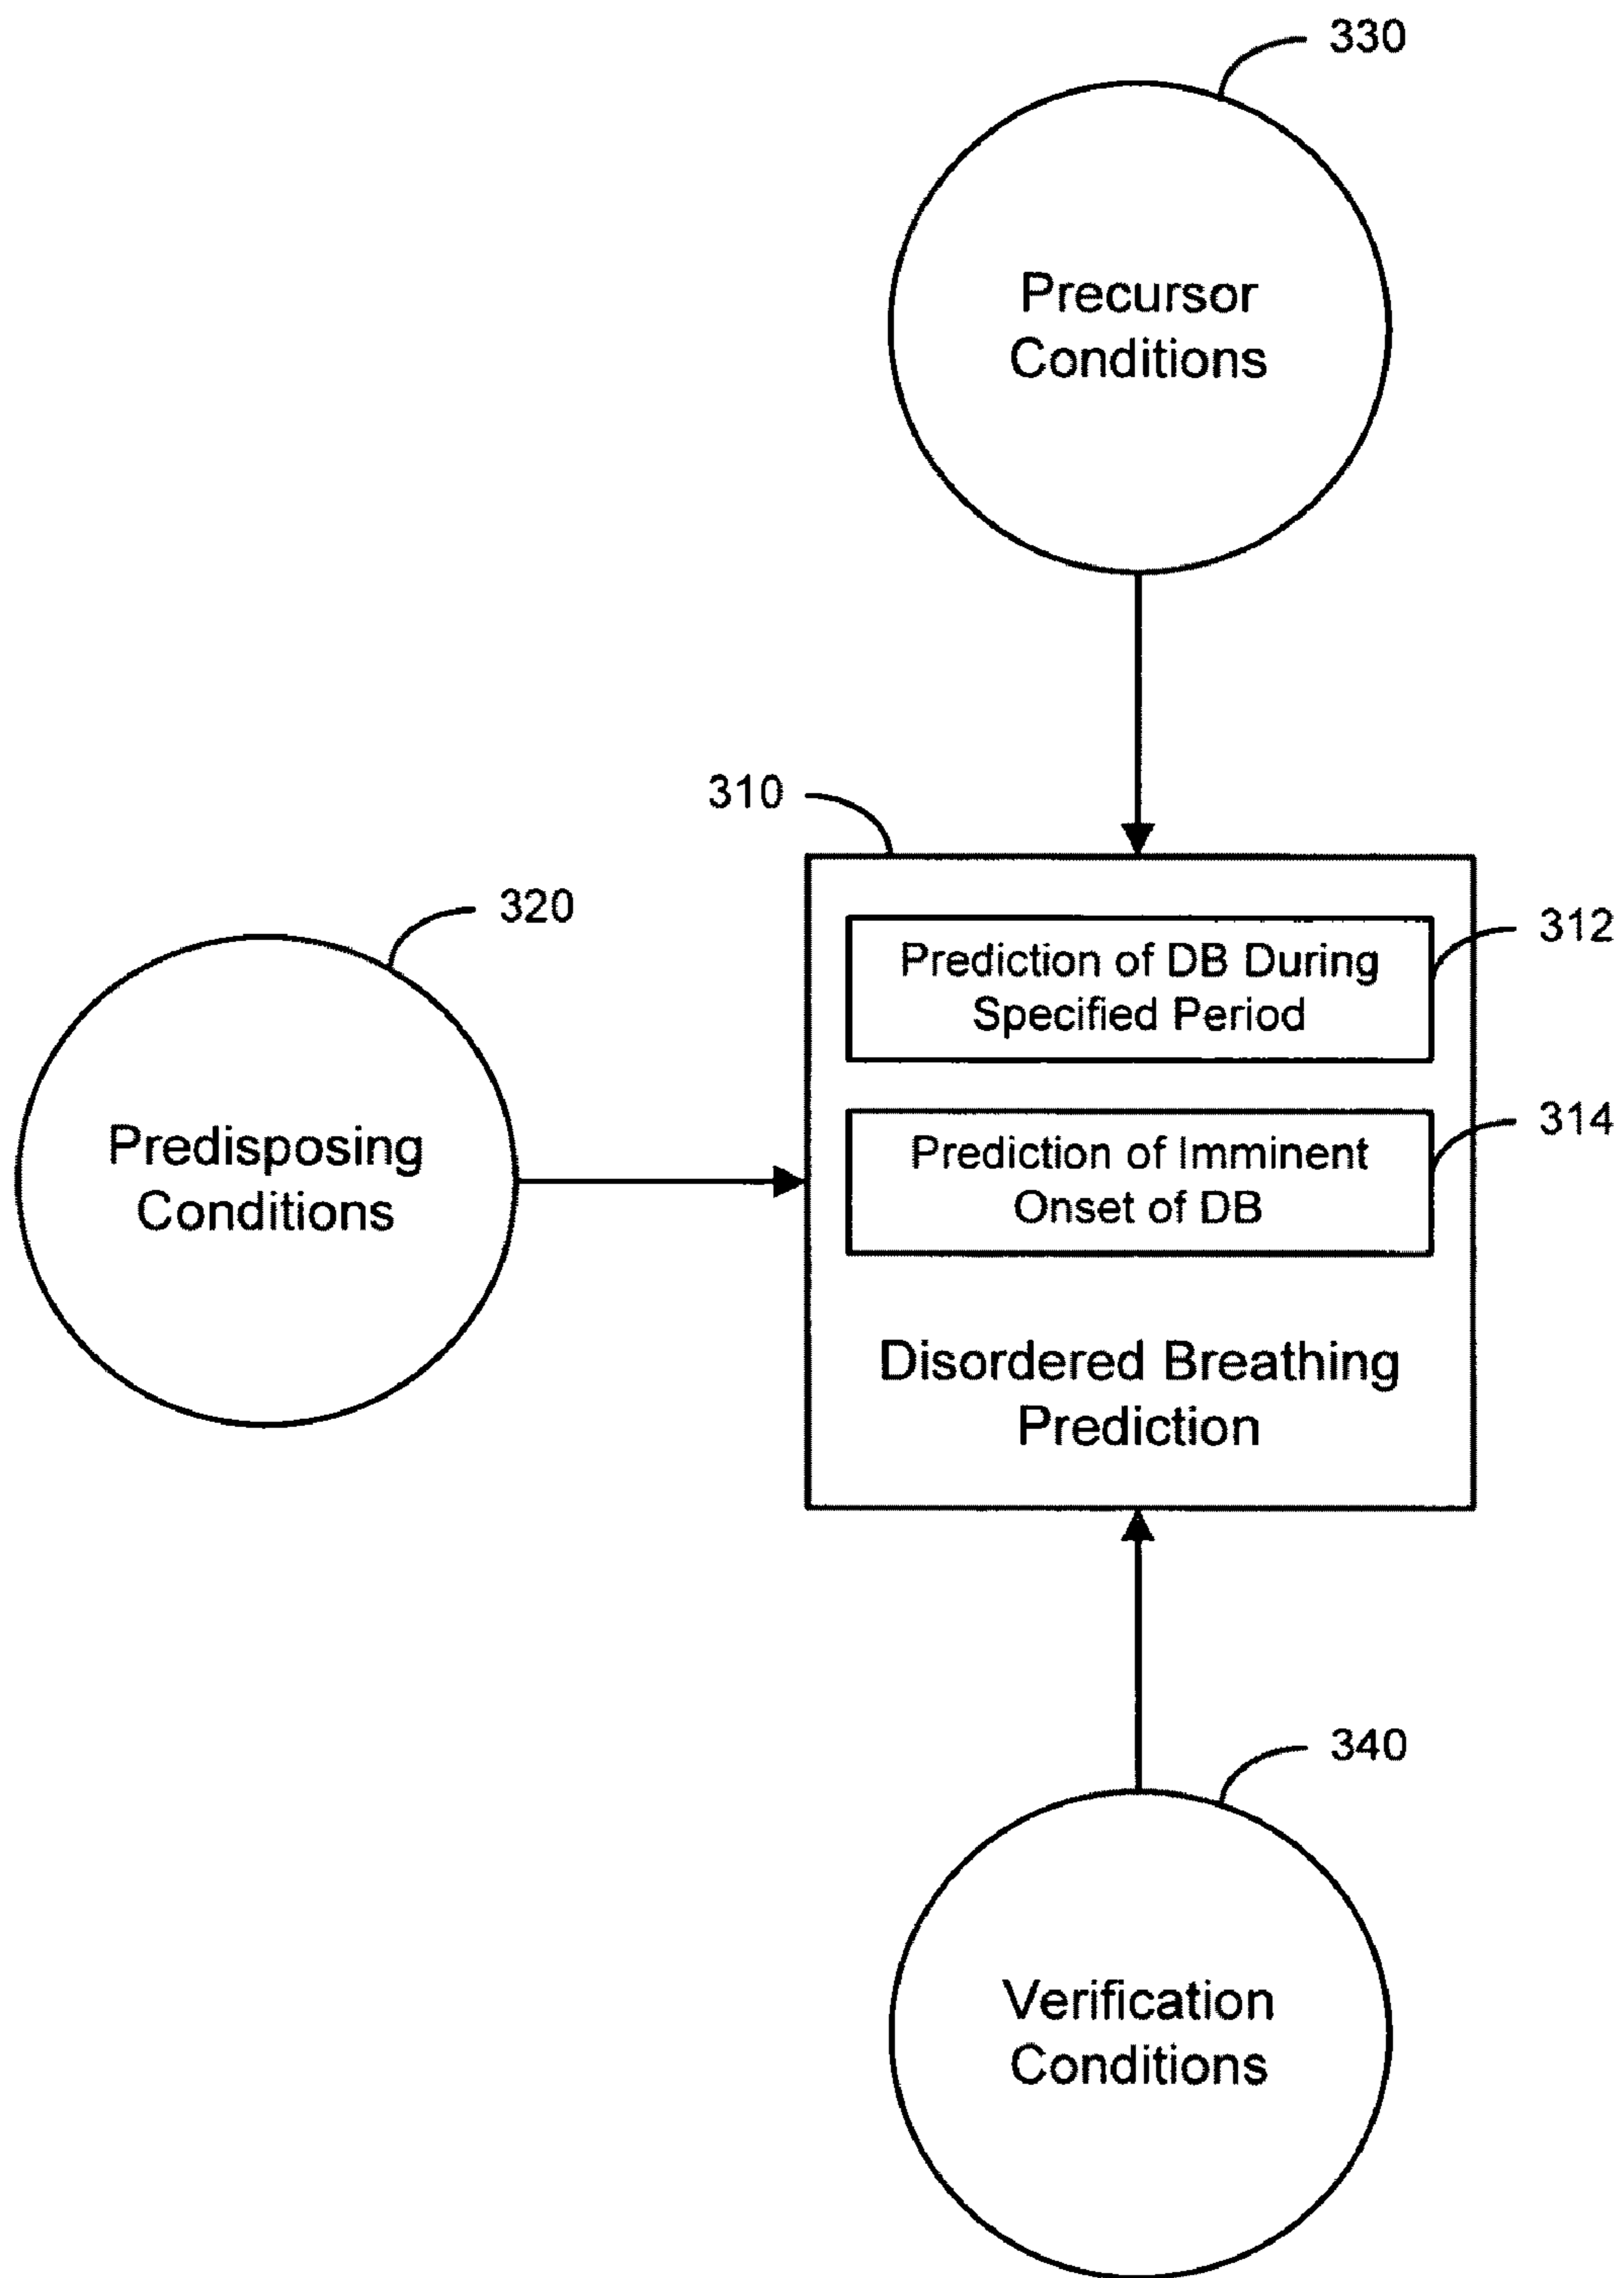 330
Precursor
Conditions
310
320
312
Prediction of DB During
Specified Period
314
Prediction of Imminent
Onset of DB
Predisposing
Conditions
Disordered Breathing
Prediction
340
Verification
Conditions